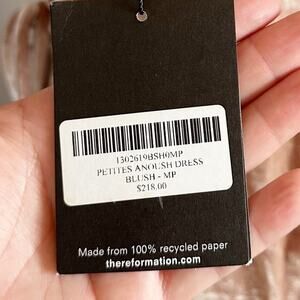 1302619BSH0MP
PETITES ANOUSH DRESS
BLUSH - MP
$218.00
Made from 100% recycled paper
thereformation.com